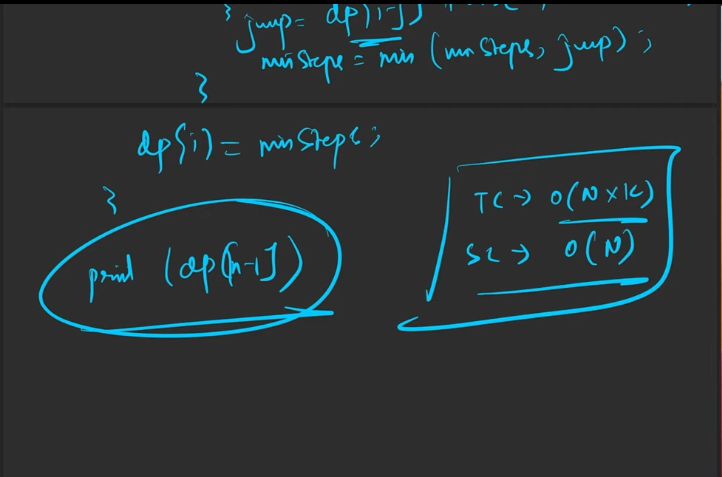 } jump = dp[i-j]
minSteps = min (minSteps, jump);
}
dp[i] = minSteps;
}
print (dp[n-1])
TC → O(N×K)
SC → O(N)